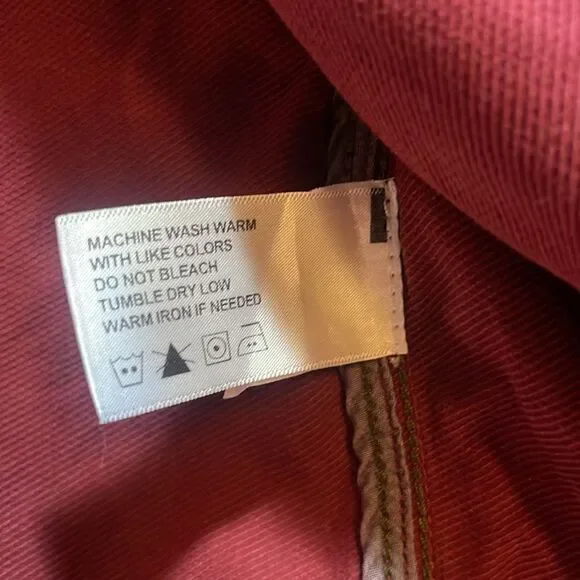 MACHINE WASH WARM
WITH LIKE COLORS
DO NOT BLEACH
TUMBLE DRY LOW
WARM IRON IF NEEDED